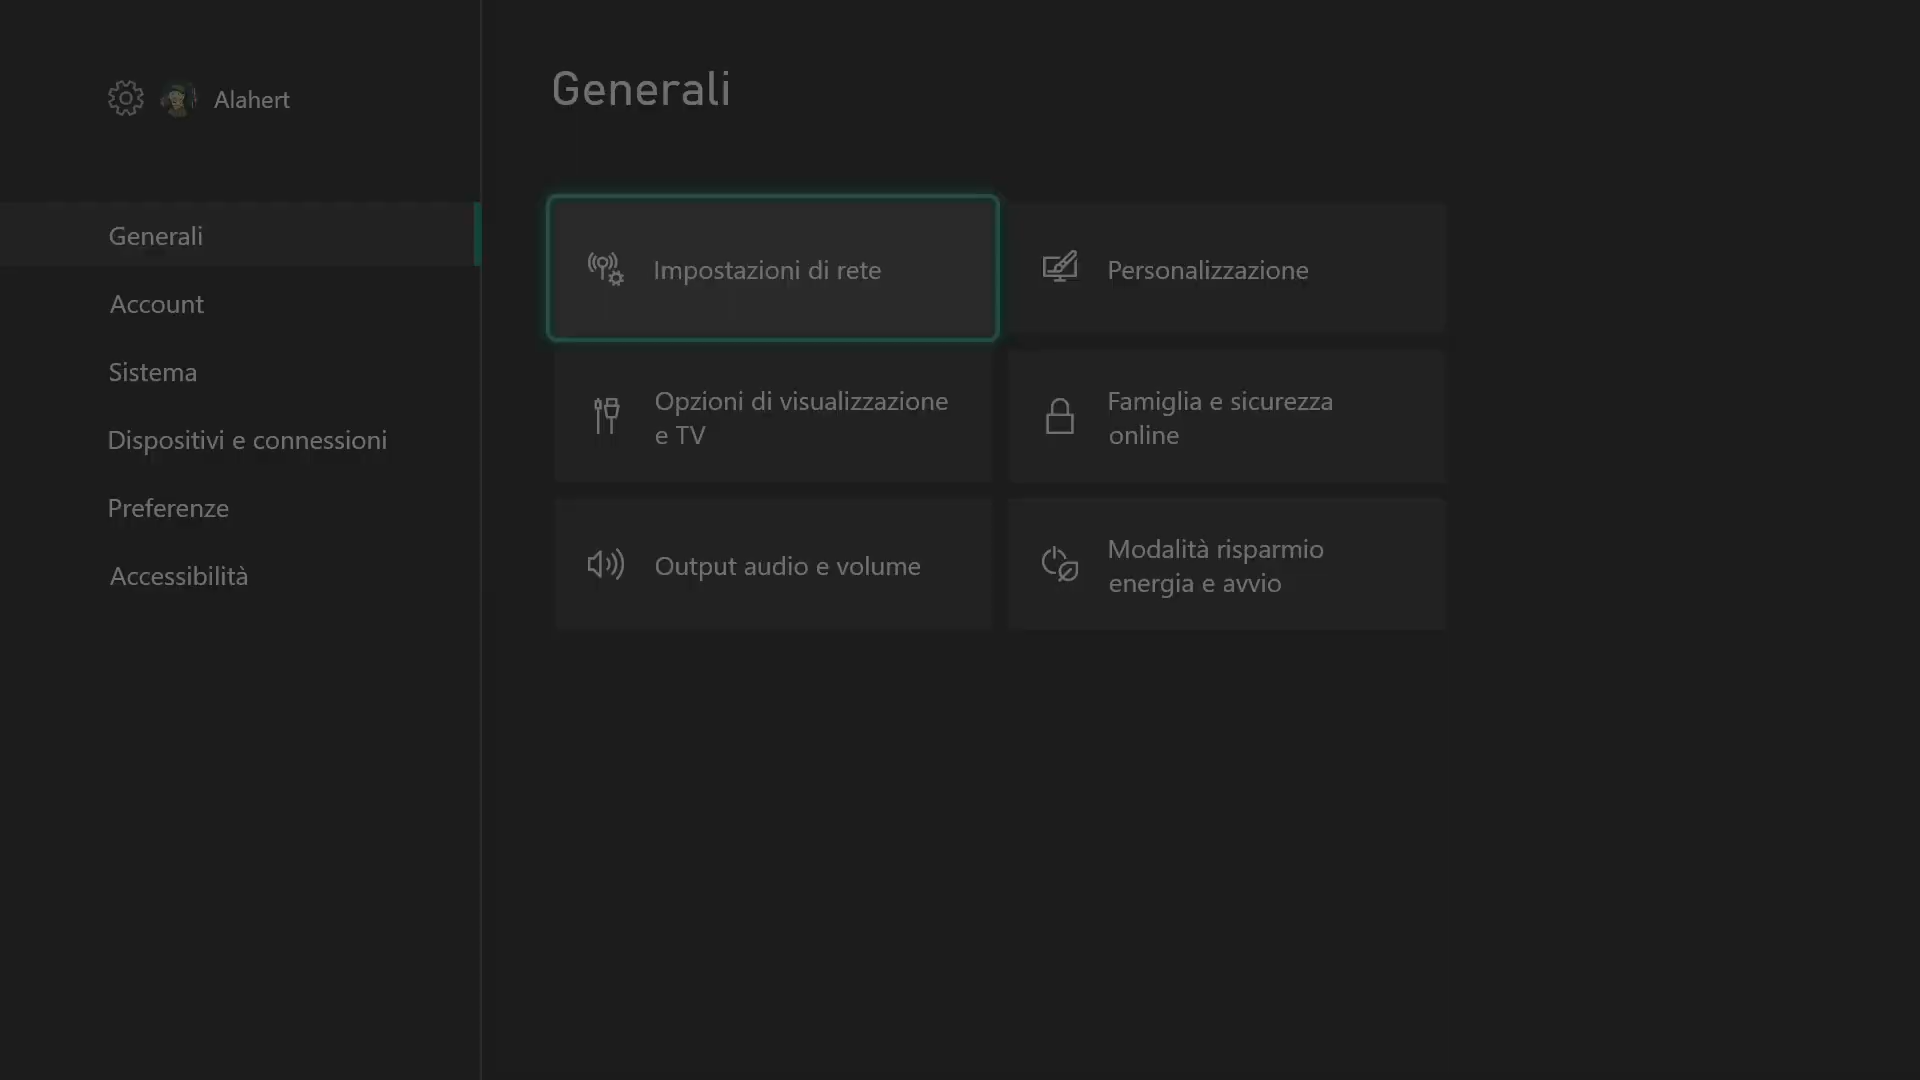 Alahert
Generali
Account
Sistema
Dispositivi e connessioni
Preferenze
Accessibilità
Generali
Impostazioni di rete
Personalizzazione
Opzioni di visualizzazione
e TV
Famiglia e sicurezza
online
Output audio e volume
Modalità risparmio
energia e avvio